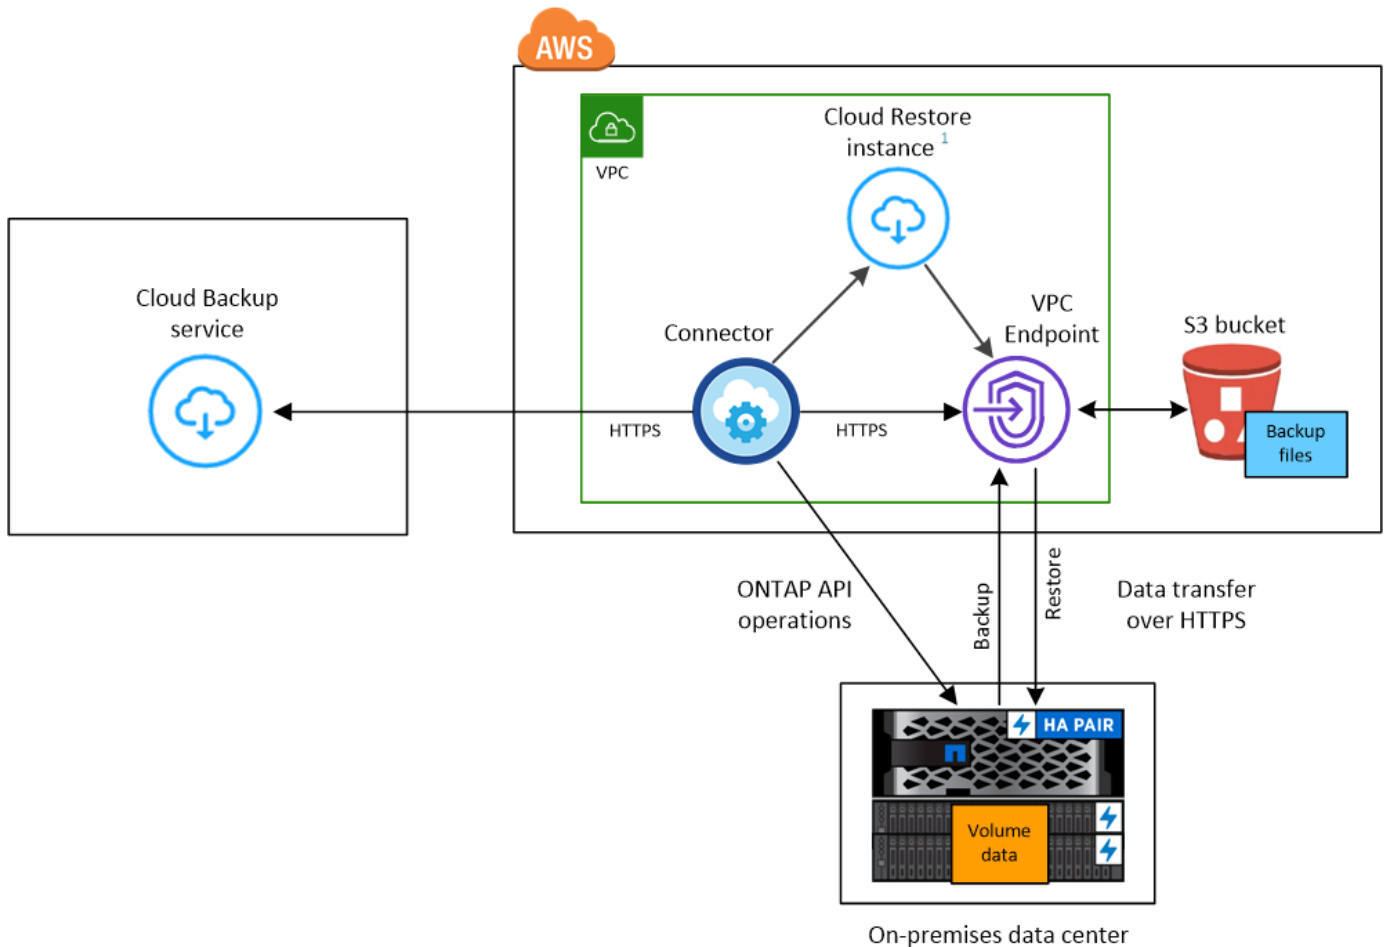 AWS
VPC
Cloud Restore
instance 1
Cloud Backup
service
Connector
VPC
Endpoint
S3 bucket
HTTPS
HTTPS
Backup
files
ONTAP API
operations
Backup
Restore
Data transfer
over HTTPS
HA PAIR
Volume
data
On-premises data center